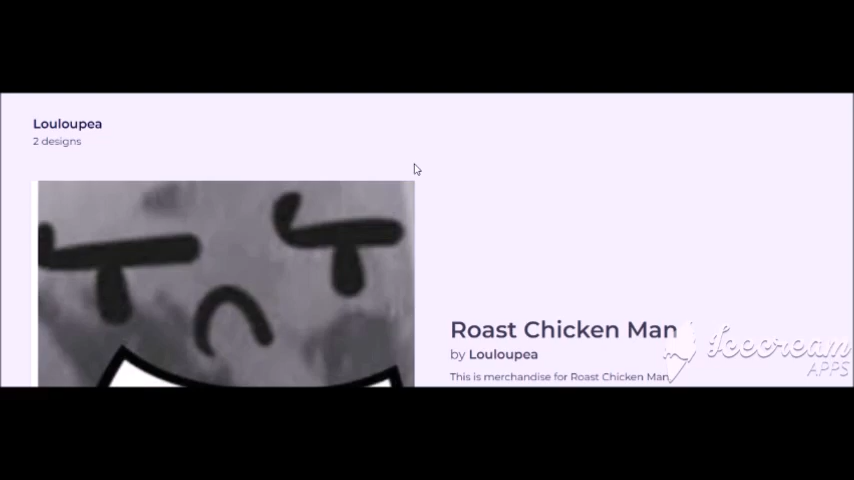 Louloupea
2 designs
Roast Chicken Man
by Louloupea
This is merchandise for Roast Chicken Man
Icecream
APPS